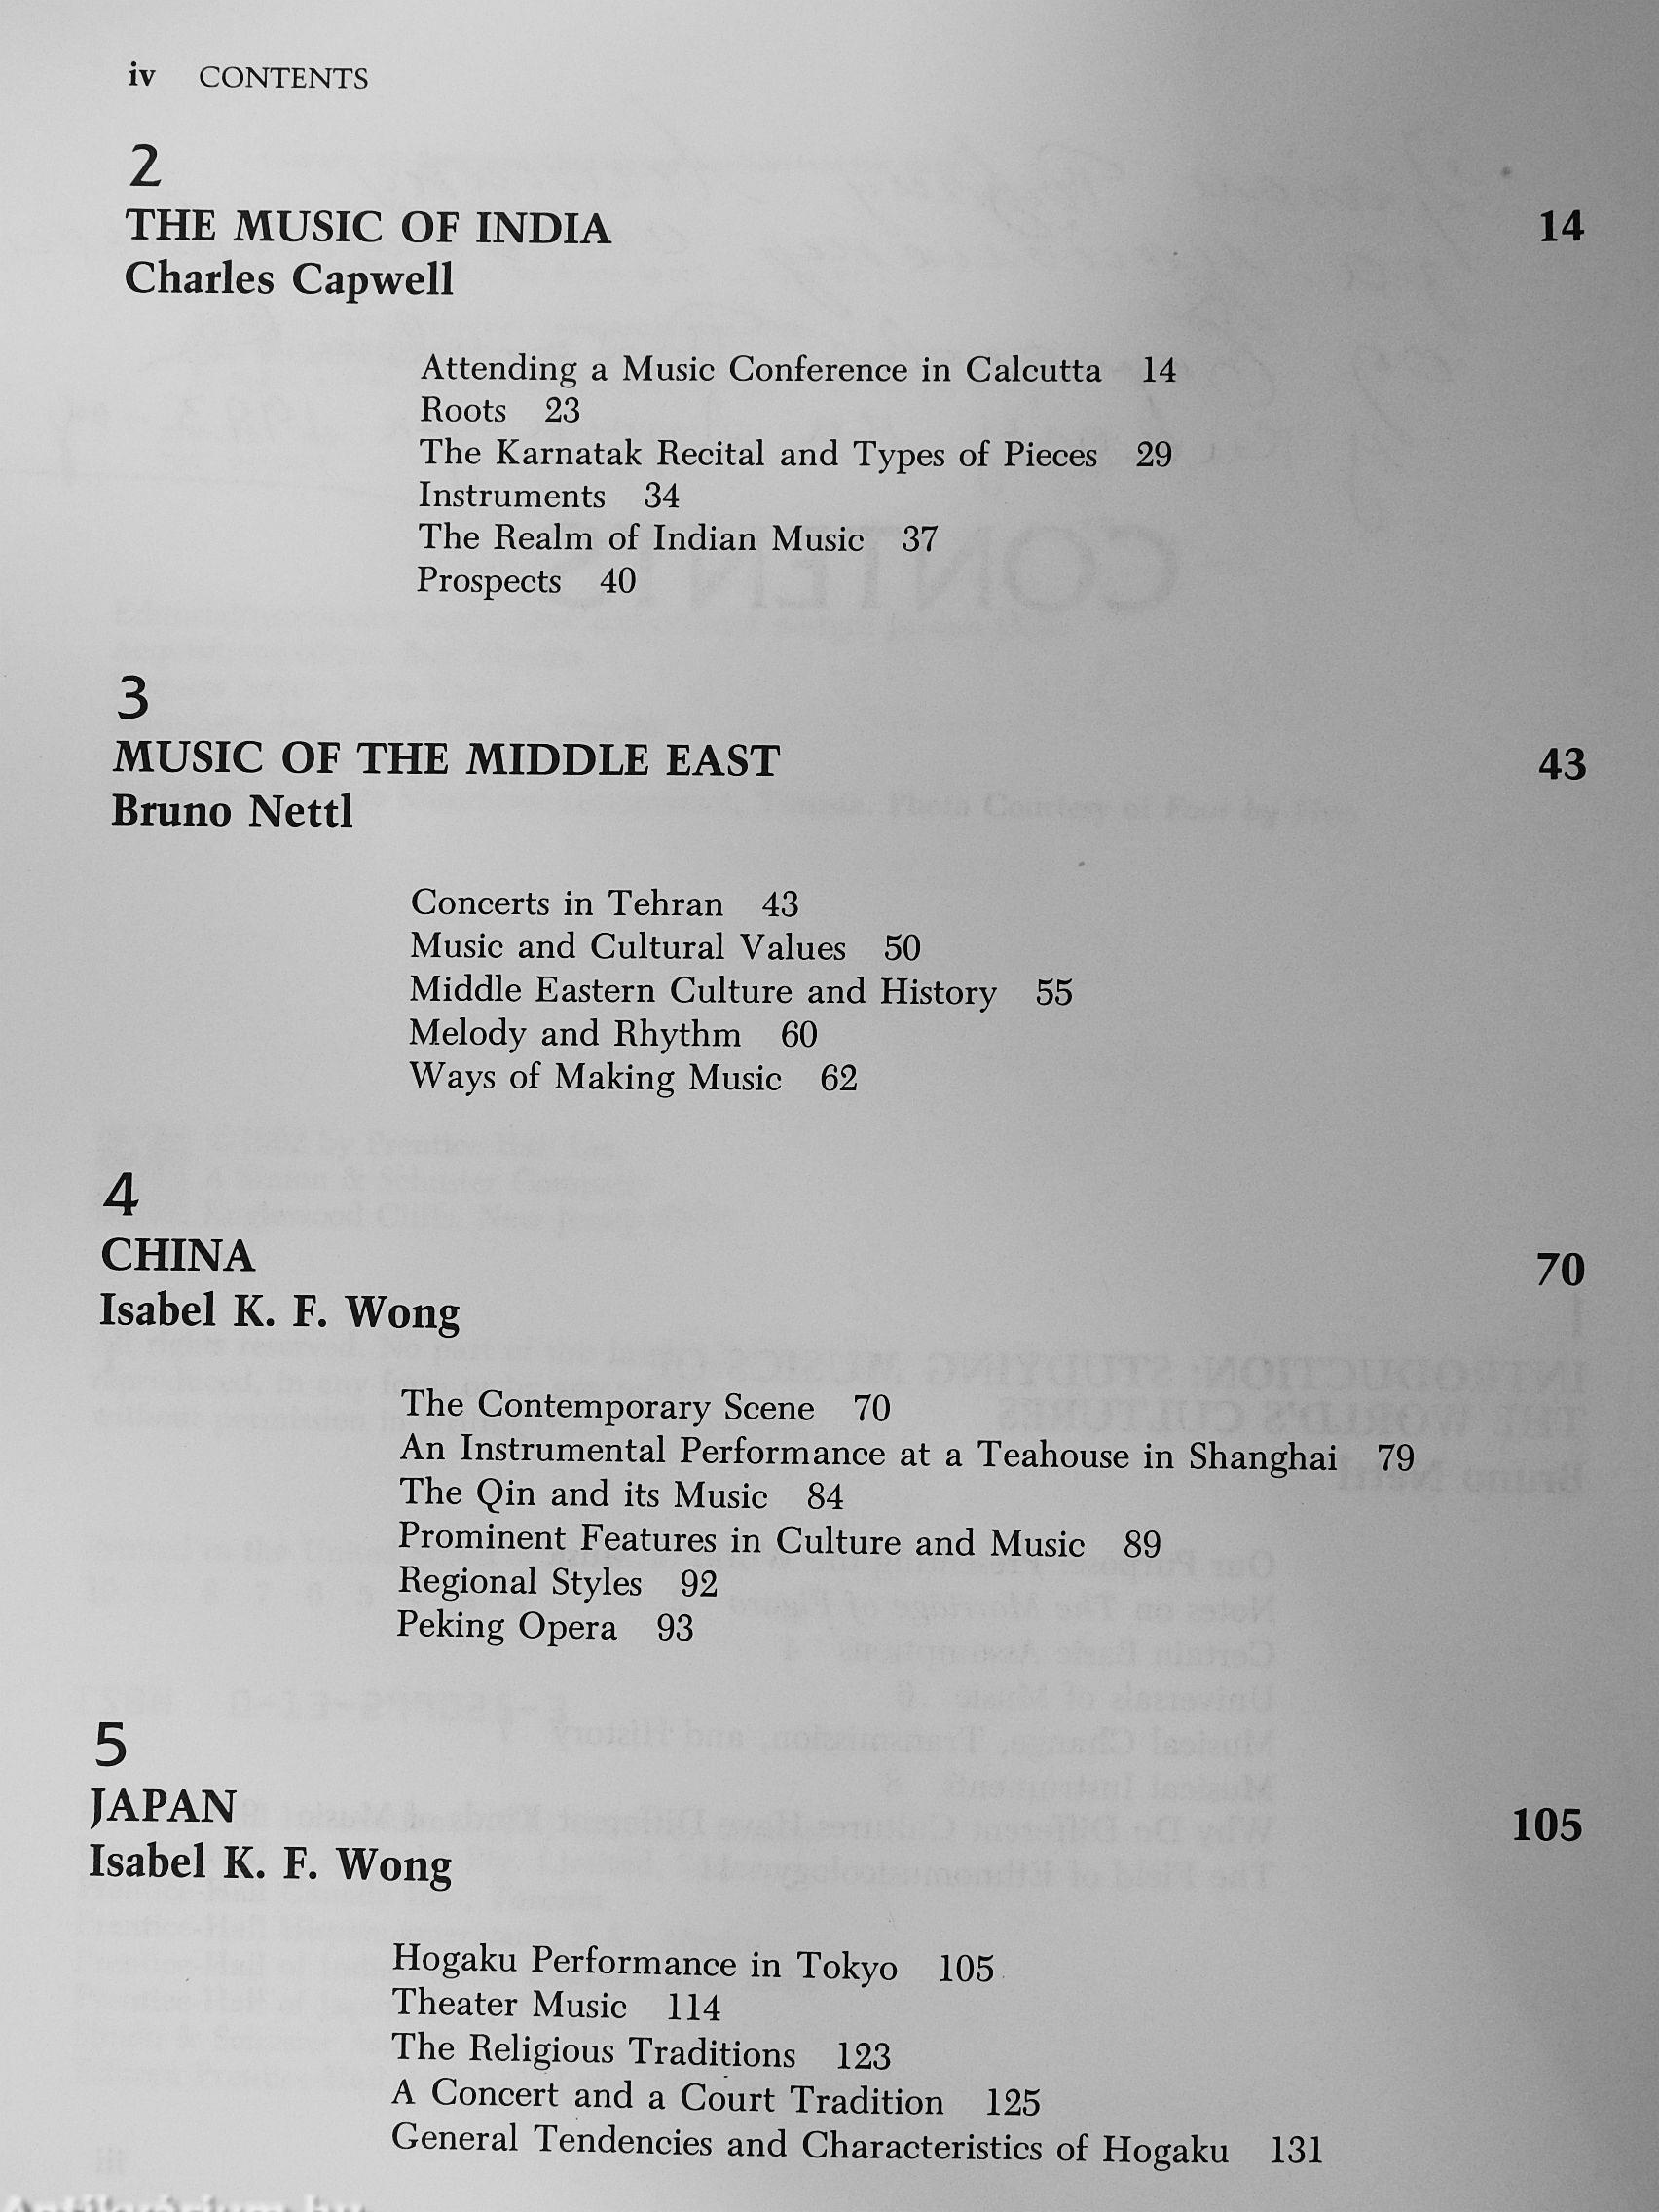 iv CONTENTS
2
THE MUSIC OF INDIA 14
Charles Capwell
Attending a Music Conference in Calcutta 14
Roots 23
The Karnatak Recital and Types of Pieces 29
Instruments 34
The Realm of Indian Music 37
Prospects 40
3
MUSIC OF THE MIDDLE EAST 43
Bruno Nettl
Concerts in Tehran 43
Music and Cultural Values 50
Middle Eastern Culture and History 55
Melody and Rhythm 60
Ways of Making Music 62
4
CHINA 70
Isabel K. F. Wong
The Contemporary Scene 70
An Instrumental Performance at a Teahouse in Shanghai 79
The Qin and its Music 84
Prominent Features in Culture and Music 89
Regional Styles 92
Peking Opera 93
5
JAPAN 105
Isabel K. F. Wong
Hogaku Performance in Tokyo 105
Theater Music 114
The Religious Traditions 123
A Concert and a Court Tradition 125
General Tendencies and Characteristics of Hogaku 131